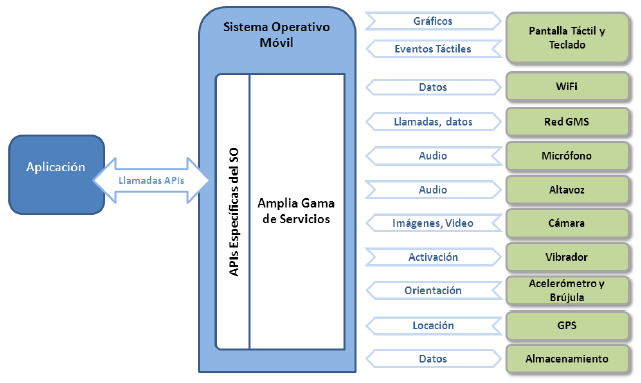 Sistema Operativo
Móvil
Aplicación
Llamadas APIs
APIs Específicas del SO
Amplia Gama
de Servicios
Gráficos
Eventos Táctiles
Pantalla Táctil y
Teclado
Datos
WiFi
Llamadas, datos
Red GMS
Audio
Micrófono
Audio
Altavoz
Imágenes, Video
Cámara
Activación
Vibrador
Orientación
Acelerómetro y
Brújula
Locación
GPS
Datos
Almacenamiento